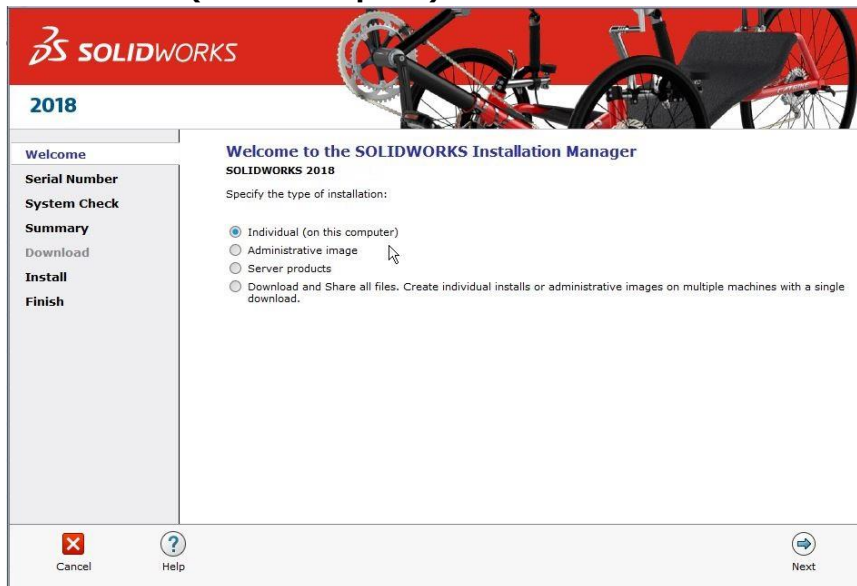 SOLIDWORKS
2018
Welcome
Serial Number
System Check
Summary
Download
Install
Finish
Welcome to the SOLIDWORKS Installation Manager
SOLIDWORKS 2018
Specify the type of installation:
Individual (on this computer)
Administrative image
Server products
Download and Share all files. Create individual installs or administrative images on multiple machines with a single
download.
Cancel
Help
Next